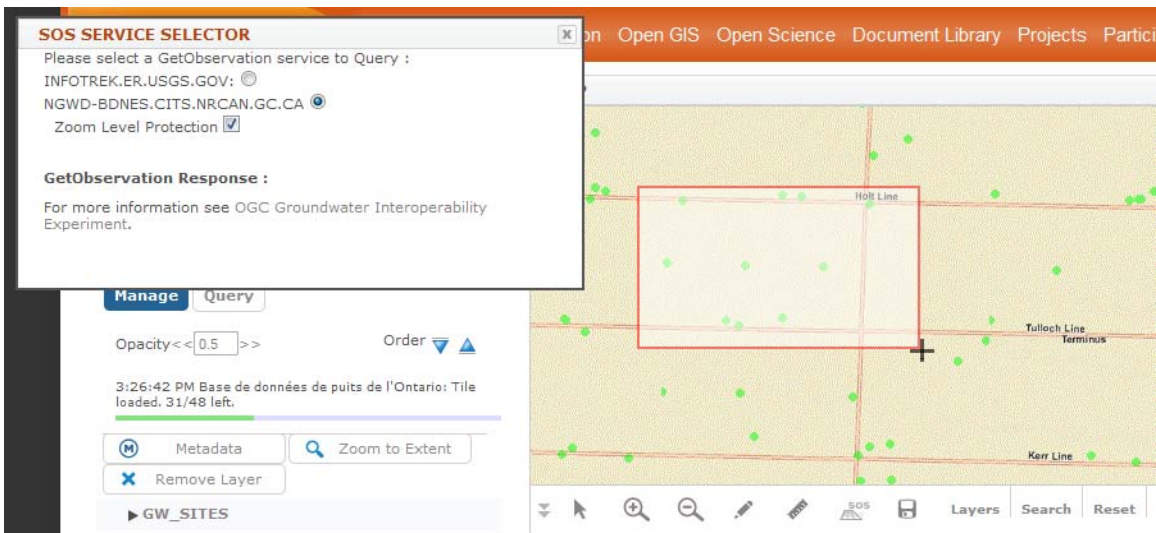 SOS SERVICE SELECTOR
x
Please select a GetObservation service to Query :
INFOTREK.ER.USGS.GOV:
NGWD-BDNES.CITS.NRCAN.GC.CA
Zoom Level Protection
GetObservation Response :
For more information see OGC Groundwater Interoperability
Experiment.
on Open GIS Open Science Document Library Projects Partici
Holt Line
Tulloch Line
Terminus
Kerr Line
Manage Query
Opacity<< 0.5 >> Order
3:26:42 PM Base de données de puits de l'Ontario: Tile
loaded. 31/48 left.
M Metadata Zoom to Extent
Remove Layer
GW_SITES
SOS Layers Search Reset